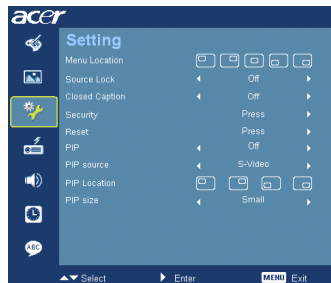 acer
Setting
Menu Location
Source Lock Off
Closed Caption Off
Security Press
Reset Press
PIP Off
PIP source S-Video
PIP Location
PIP size Small
ABC
Select Enter MENU Exit